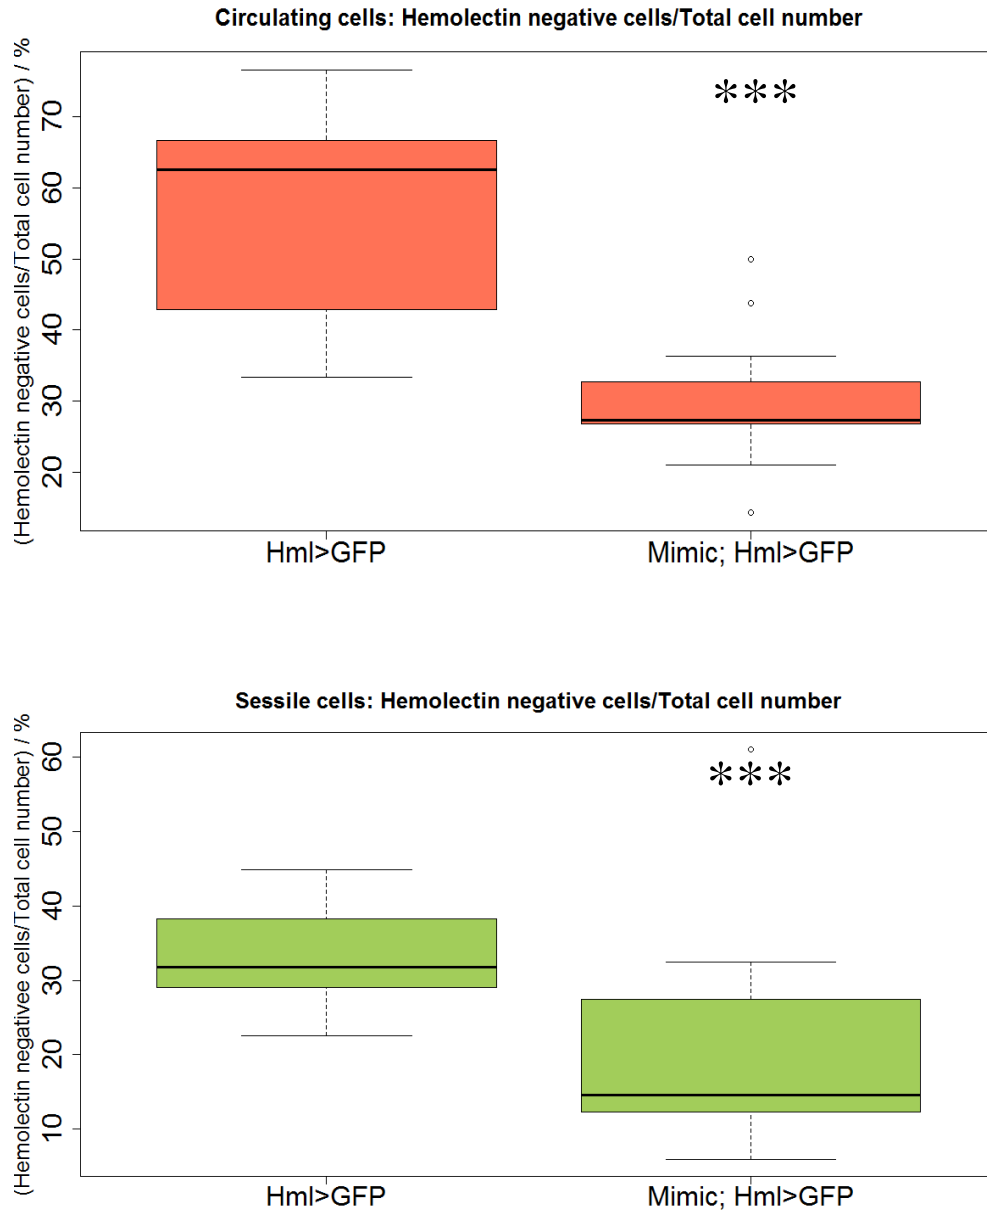 Circulating cells: Hemolectin negative cells/Total cell number
(Hemolectin negative cells/Total cell number) / %
70
60
50
40
30
20
***
Hml>GFP Mimic; Hml>GFP
Sessile cells: Hemolectin negative cells/Total cell number
(Hemolectin negativee cells/Total cell number) / %
60
50
40
30
20
10
***
Hml>GFP Mimic; Hml>GFP